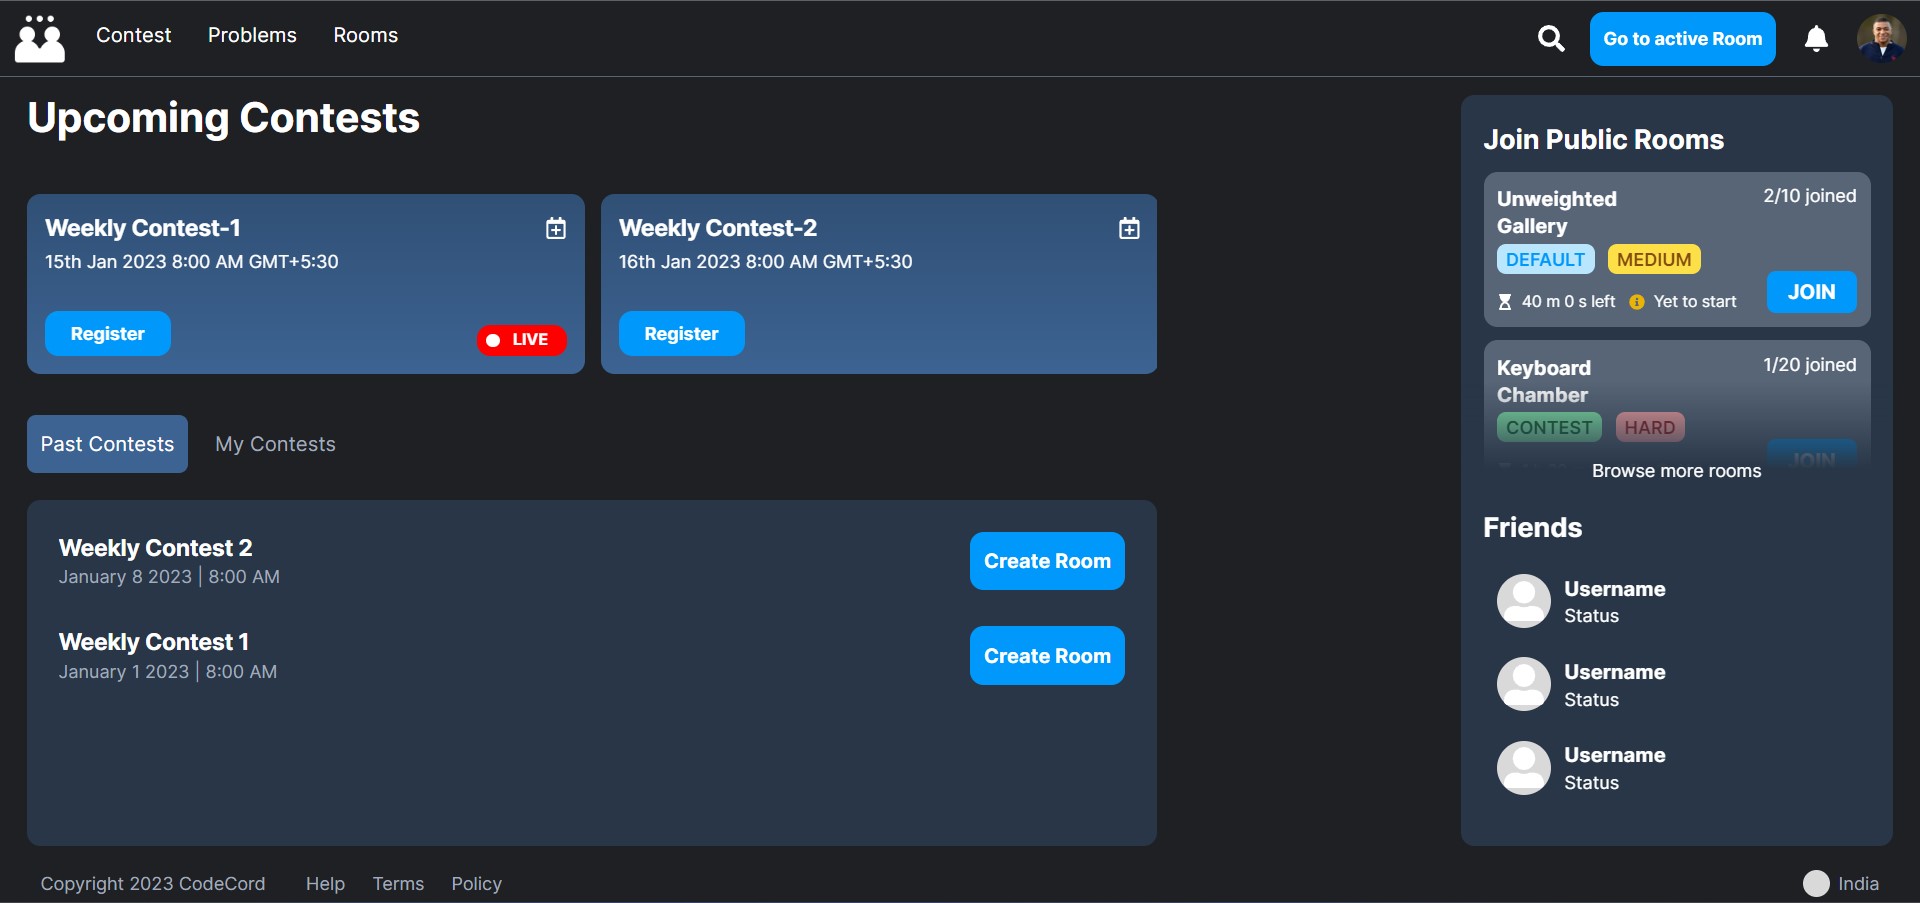 Contest
Problems
Rooms
Go to active Room
Upcoming Contests
Weekly Contest-1
15th Jan 2023 8:00 AM GMT+5:30
Register
LIVE
Weekly Contest-2
16th Jan 2023 8:00 AM GMT+5:30
Register
Past Contests
My Contests
Weekly Contest 2
January 8 2023 | 8:00 AM
Create Room
Weekly Contest 1
January 1 2023 | 8:00 AM
Create Room
Join Public Rooms
Unweighted
Gallery
2/10 joined
DEFAULT
MEDIUM
40 m 0 s left
Yet to start
JOIN
Keyboard
Chamber
1/20 joined
CONTEST
HARD
JOIN
Browse more rooms
Friends
Username
Status
Username
Status
Username
Status
Copyright 2023 CodeCord
Help
Terms
Policy
India